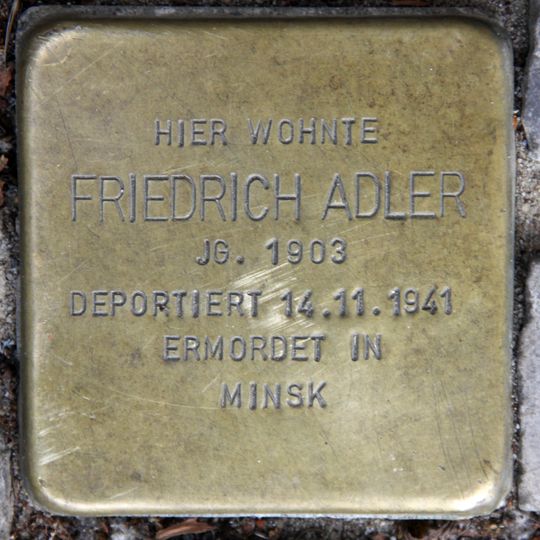 HIER WOHNTE
FRIEDRICH ADLER
JG. 1903
DEPORTIERT 14.11.1941
ERMORDET IN
MINSK